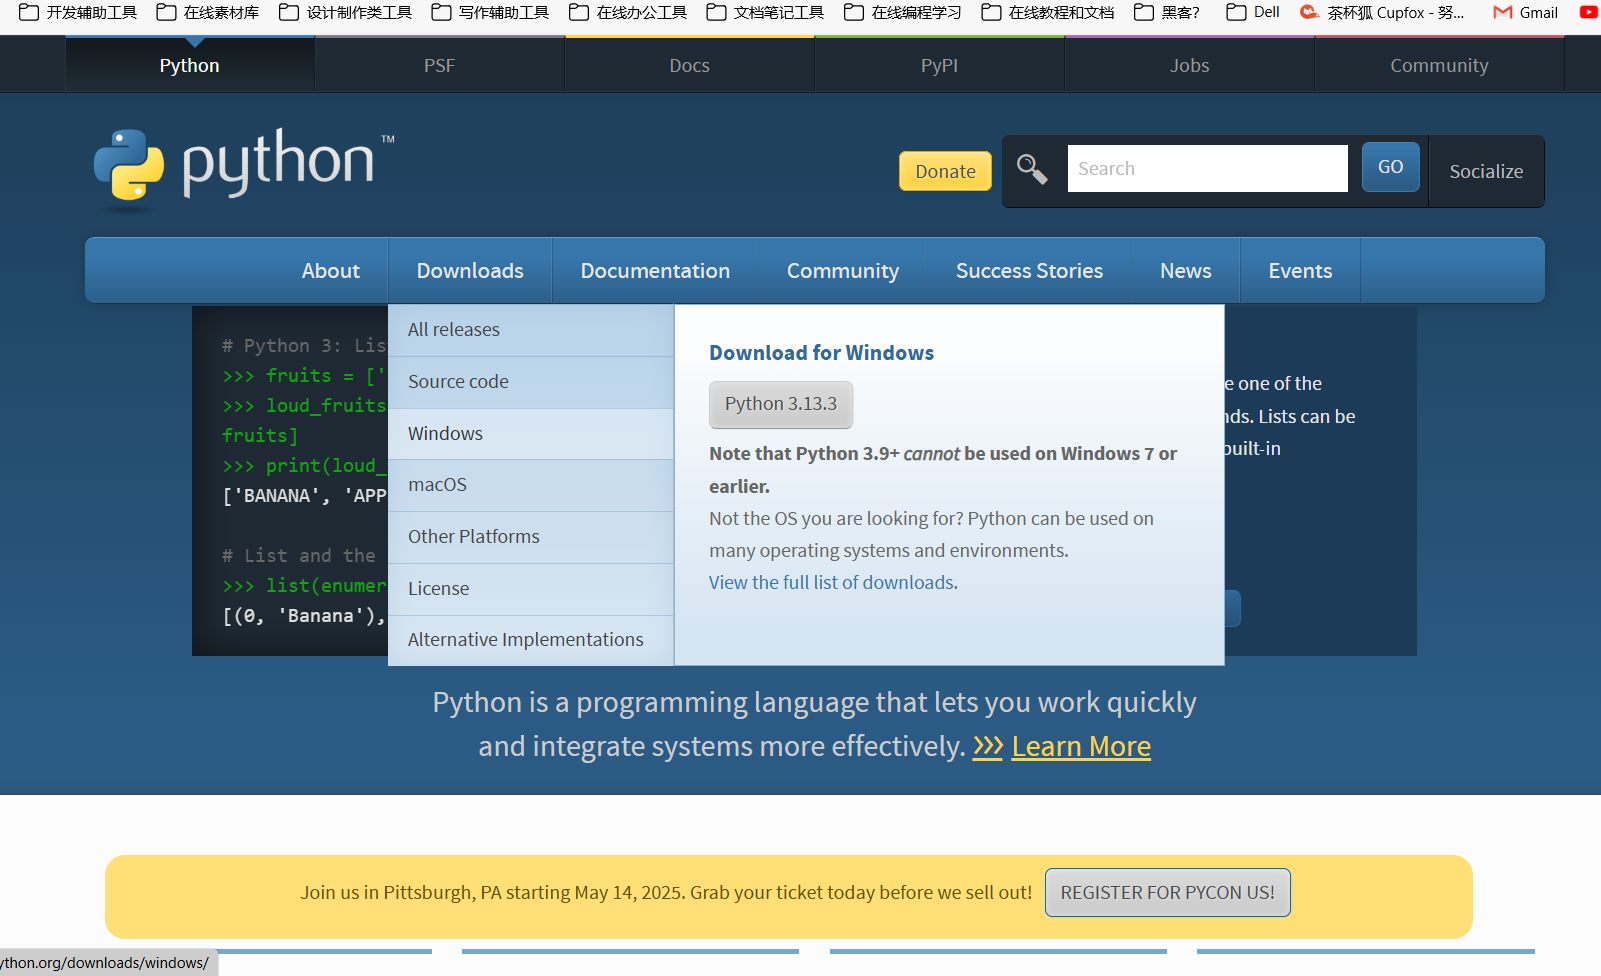 开发辅助工具 在线素材库 设计制作类工具 写作辅助工具 在线办公工具 文档笔记工具 在线编程学习 在线教程和文档 黑客? Dell 茶杯狐 Cupfox - 努... Gmail
Python PSF Docs PyPI Jobs Community
python™
Donate Search GO Socialize
About Downloads Documentation Community Success Stories News Events
All releases
Source code
Windows
macOS
Other Platforms
License
Alternative Implementations
Download for Windows
Python 3.13.3
Note that Python 3.9+ cannot be used on Windows 7 or
earlier.
Not the OS you are looking for? Python can be used on
many operating systems and environments.
View the full list of downloads.
# Python 3: Lis
>>> fruits = ['
>>> loud_fruits
fruits]
>>> print(loud_
['BANANA', 'APP
# List and the
>>> list(enumer
[(0, 'Banana'),
e one of the
nds. Lists can be
built-in
Python is a programming language that lets you work quickly
and integrate systems more effectively. >>> Learn More
Join us in Pittsburgh, PA starting May 14, 2025. Grab your ticket today before we sell out! REGISTER FOR PYCON US!
ython.org/downloads/windows/